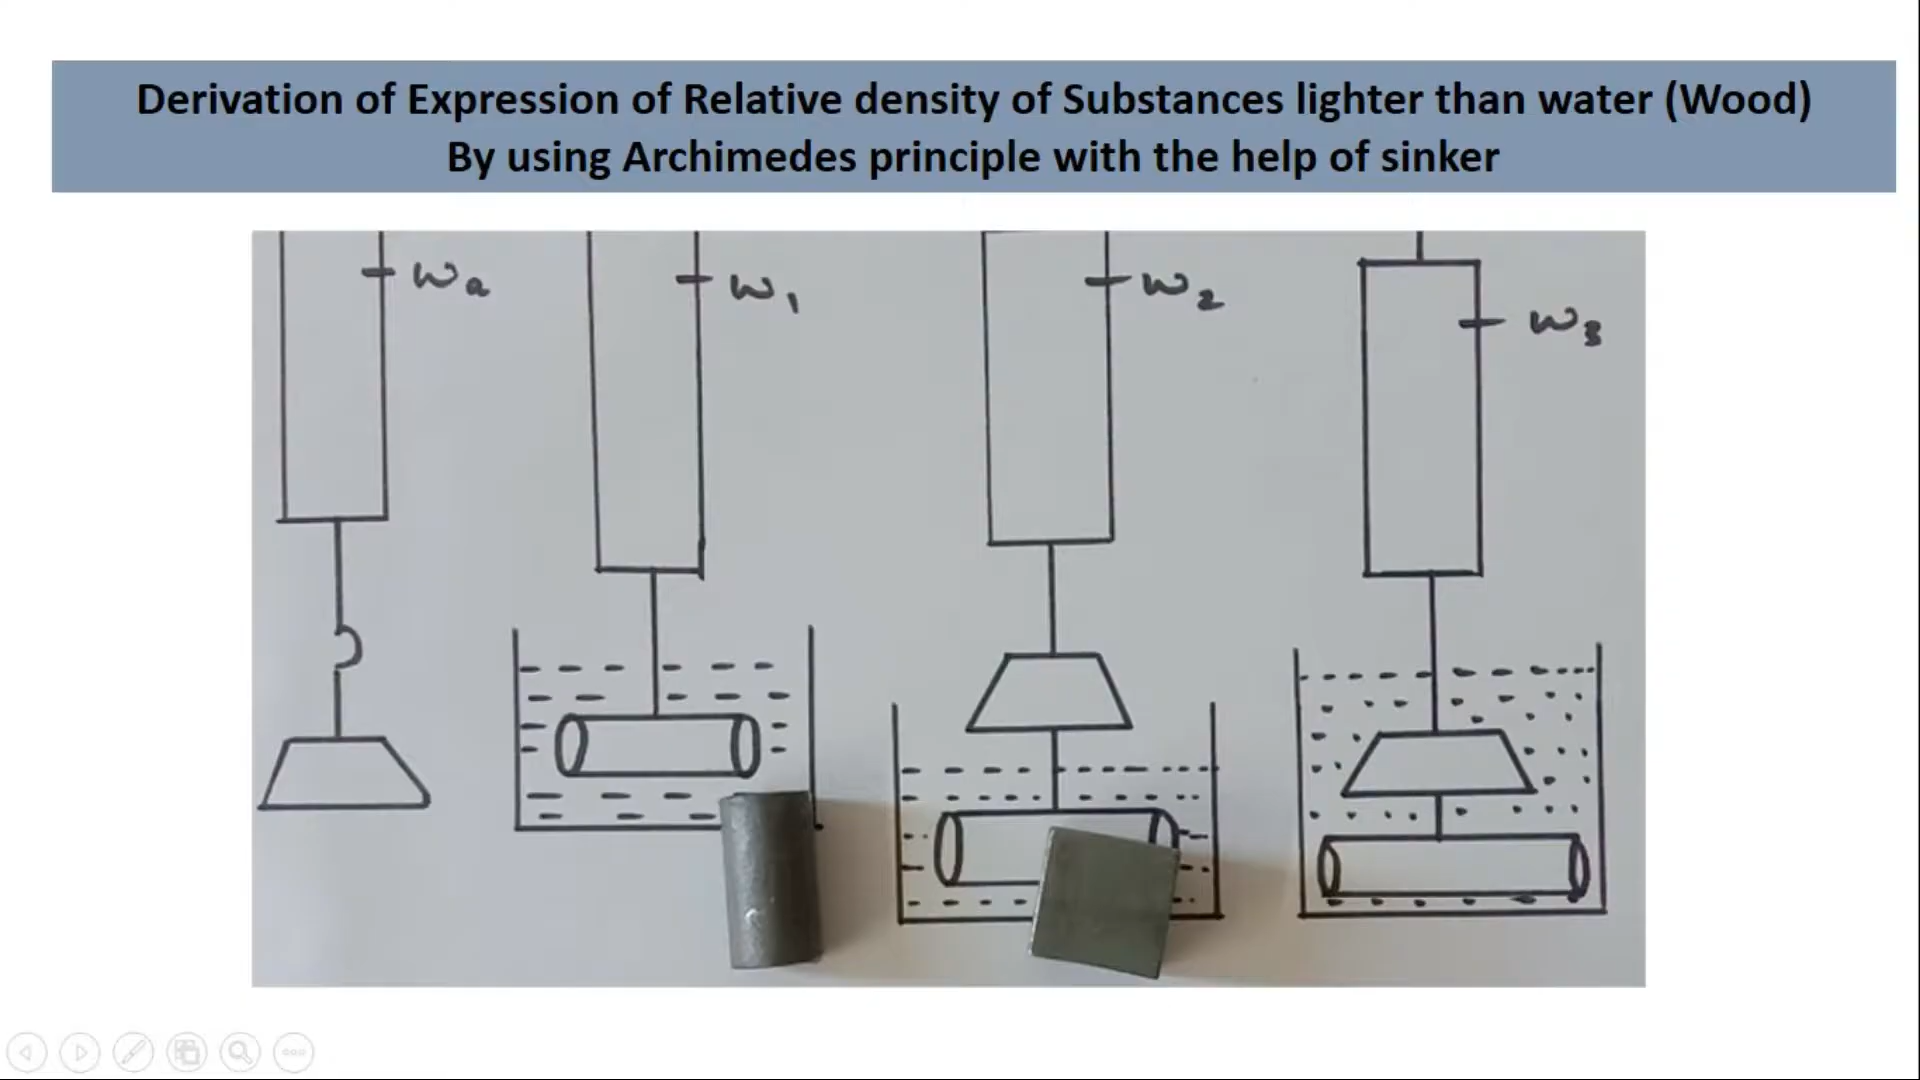 Derivation of Expression of Relative density of Substances lighter than water (Wood)
By using Archimedes principle with the help of sinker
Wa
W1
W2
W3